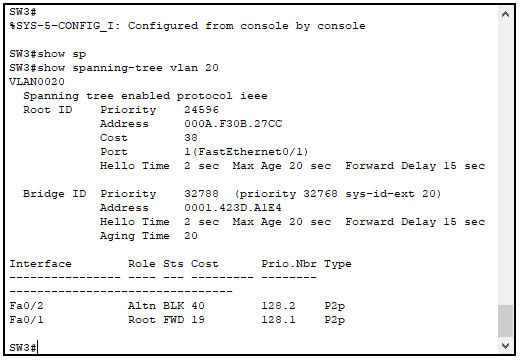 SW3#
%SYS-5-CONFIG_I: Configured from console by console
SW3#show sp
SW3#show spanning-tree vlan 20
VLAN0020
  Spanning tree enabled protocol ieee
  Root ID    Priority    24596
             Address     000A.F30B.27CC
             Cost        38
             Port        1(FastEthernet0/1)
             Hello Time  2 sec  Max Age 20 sec  Forward Delay 15 sec
  Bridge ID  Priority    32788  (priority 32768 sys-id-ext 20)
             Address     0001.423D.A1E4
             Hello Time  2 sec  Max Age 20 sec  Forward Delay 15 sec
             Aging Time  20
Interface        Role Sts Cost      Prio.Nbr Type
---------------- ---- --- --------- -------- --------------------------------
Fa0/2            Altn BLK 40        128.2    P2p
Fa0/1            Root FWD 19        128.1    P2p
SW3#